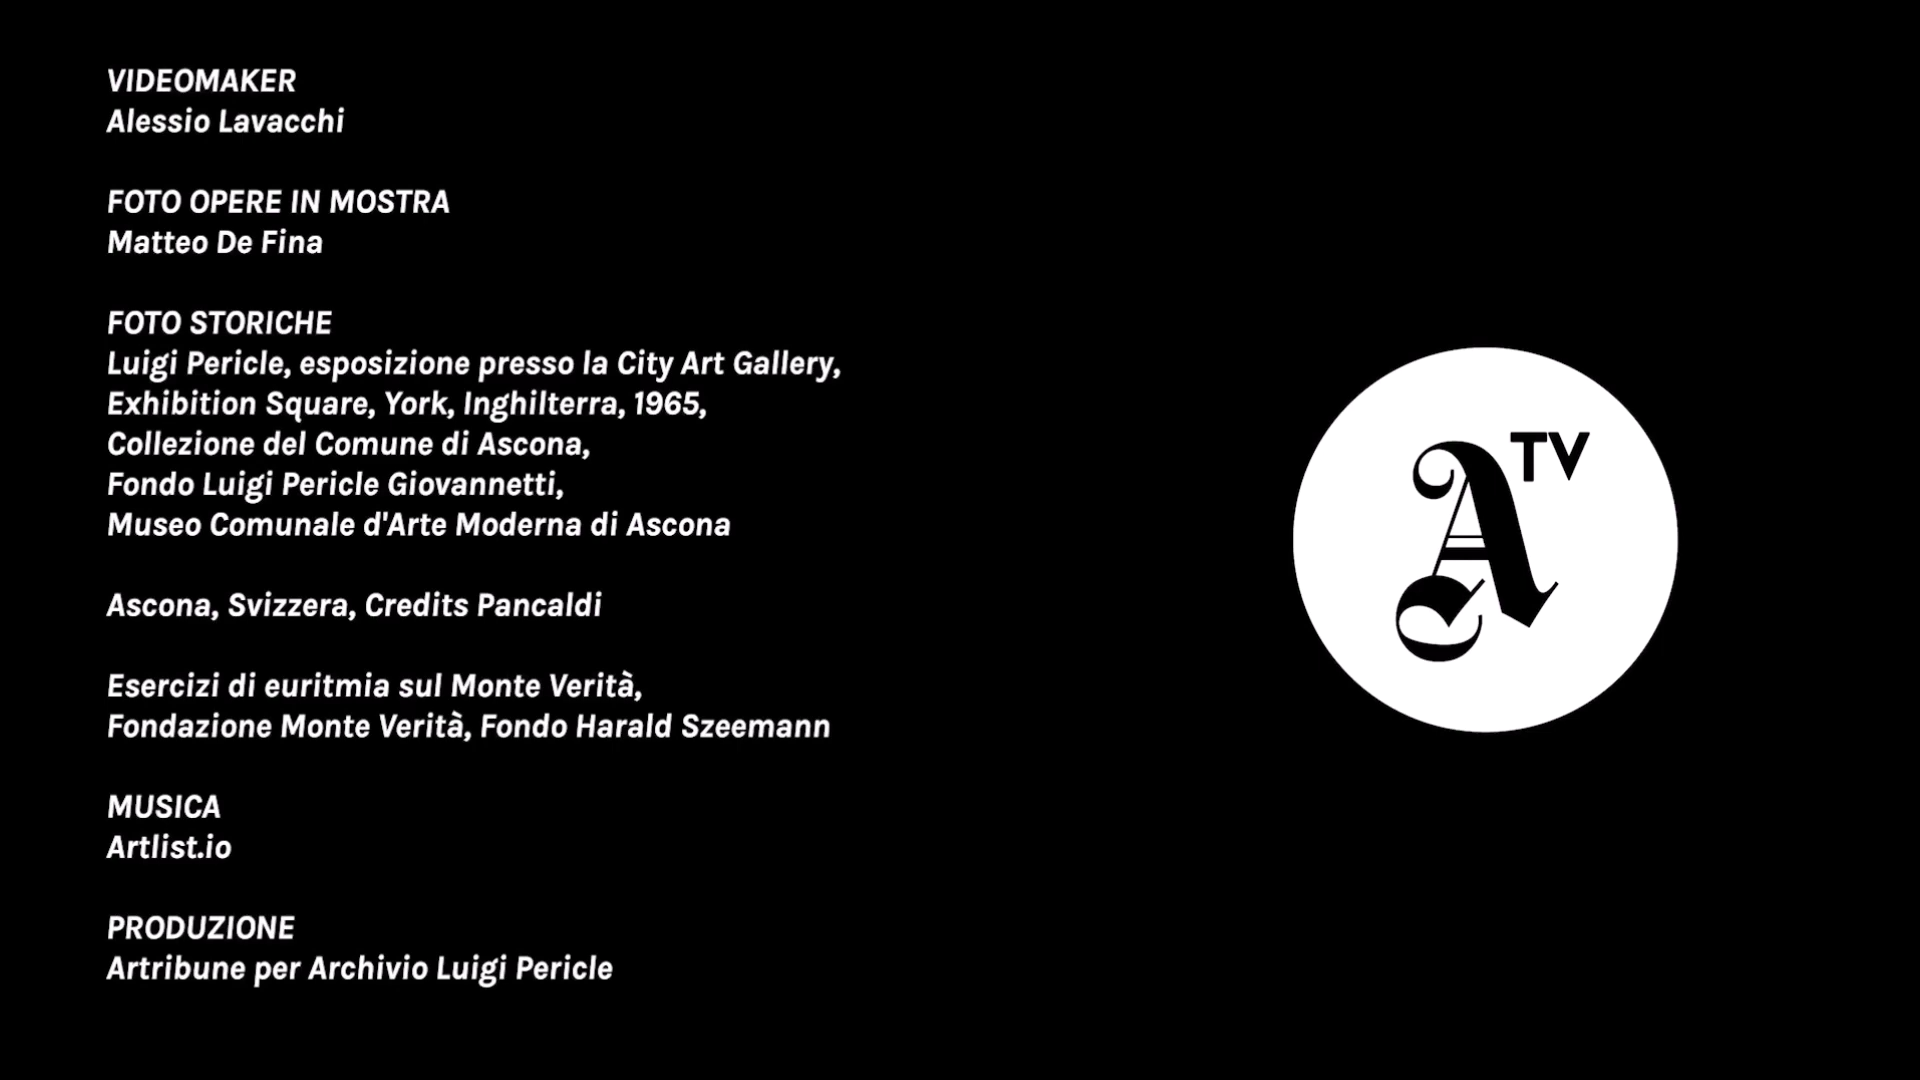 VIDEOMAKER
Alessio Lavacchi
FOTO OPERE IN MOSTRA
Matteo De Fina
FOTO STORICHE
Luigi Pericle, esposizione presso la City Art Gallery,
Exhibition Square, York, Inghilterra, 1965,
Collezione del Comune di Ascona,
Fondo Luigi Pericle Giovannetti,
Museo Comunale d'Arte Moderna di Ascona
Ascona, Svizzera, Credits Pancaldi
Esercizi di euritmia sul Monte Verità,
Fondazione Monte Verità, Fondo Harald Szeemann
MUSICA
Artlist.io
PRODUZIONE
Artribune per Archivio Luigi Pericle
A TV